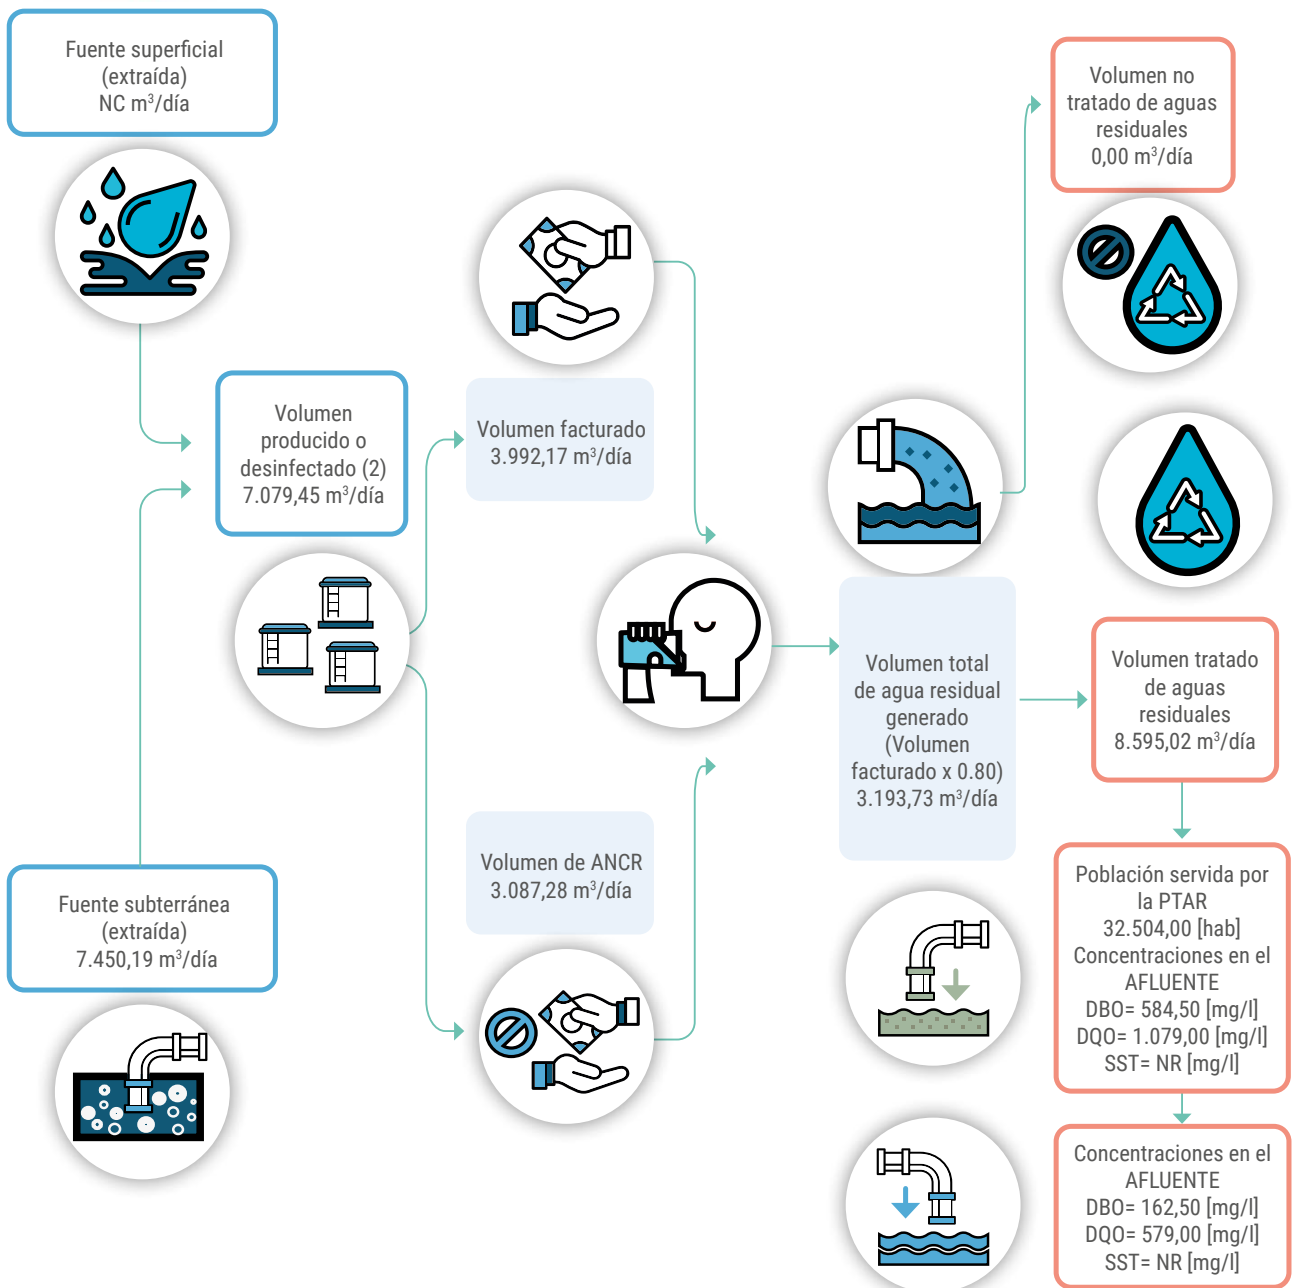 Fuente superficial
(extraída)
NC m³/día
Volumen
producido o
desinfectado (2)
7.079,45 m³/día
Fuente subterránea
(extraída)
7.450,19 m³/día
Volumen facturado
3.992,17 m³/día
Volumen de ANCR
3.087,28 m³/día
Volumen total
de agua residual
generado
(Volumen
facturado x 0.80)
3.193,73 m³/día
Volumen no
tratado de aguas
residuales
0,00 m³/día
Volumen tratado
de aguas
residuales
8.595,02 m³/día
Población servida por
la PTAR
32.504,00 [hab]
Concentraciones en el
AFLUENTE
DBO= 584,50 [mg/l]
DQO= 1.079,00 [mg/l]
SST= NR [mg/l]
Concentraciones en el
AFLUENTE
DBO= 162,50 [mg/l]
DQO= 579,00 [mg/l]
SST= NR [mg/l]